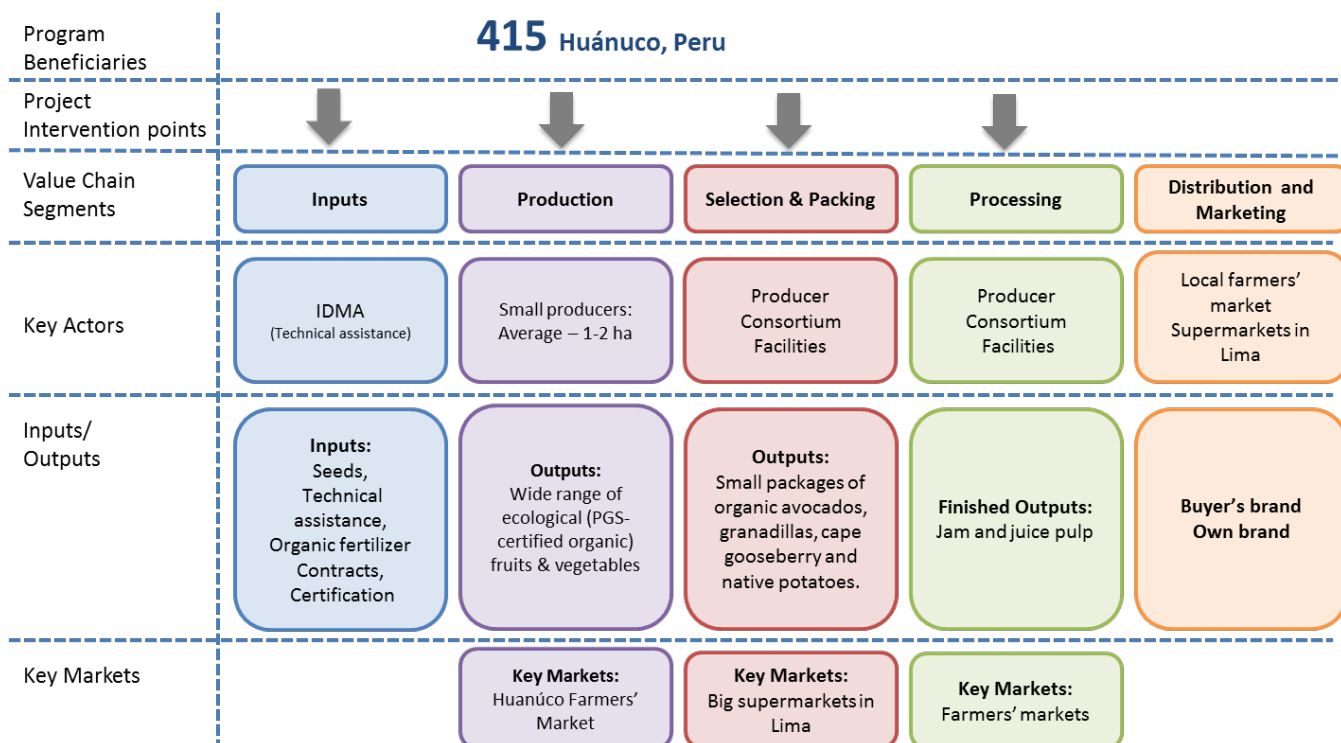 Program
Beneficiaries
415 Huánuco, Peru
Project
Intervention points
Value Chain
Segments
Inputs
Production
Selection & Packing
Processing
Distribution and
Marketing
Key Actors
IDMA
(Technical assistance)
Small producers:
Average – 1-2 ha
Producer
Consortium
Facilities
Producer
Consortium
Facilities
Local farmers’
market
Supermarkets in
Lima
Inputs/
Outputs
Inputs:
Seeds,
Technical
assistance,
Organic fertilizer
Contracts,
Certification
Outputs:
Wide range of
ecological (PGS-
certified organic)
fruits & vegetables
Outputs:
Small packages of
organic avocados,
granadillas, cape
gooseberry and
native potatoes.
Finished Outputs:
Jam and juice pulp
Buyer’s brand
Own brand
Key Markets
Key Markets:
Huanúco Farmers’
Market
Key Markets:
Big supermarkets in
Lima
Key Markets:
Farmers’ markets